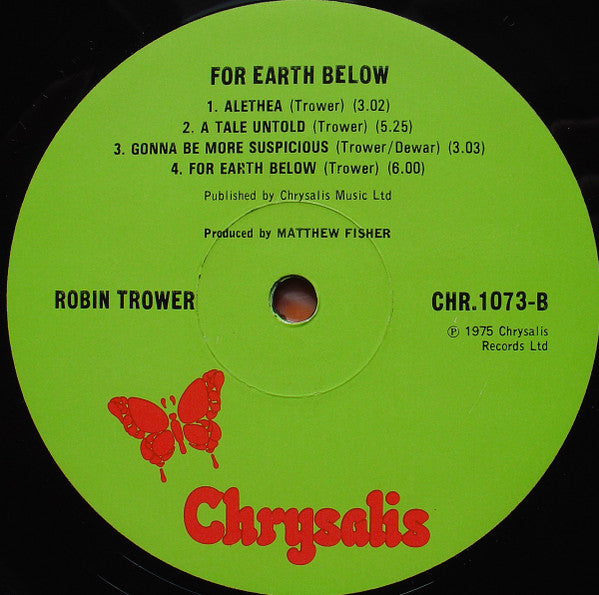 FOR EARTH BELOW
1. ALETHEA (Trower) (3.02)
2. A TALE UNTOLD (Trower) (5.25)
3. GONNA BE MORE SUSPICIOUS (Trower/Dewar) (3.03)
4. FOR EARTH BELOW (Trower) (6.00)
Published by Chrysalis Music Ltd
Produced by MATTHEW FISHER
ROBIN TROWER
CHR.1073-B
Ⓟ 1975 Chrysalis
Records Ltd
Chrysalis